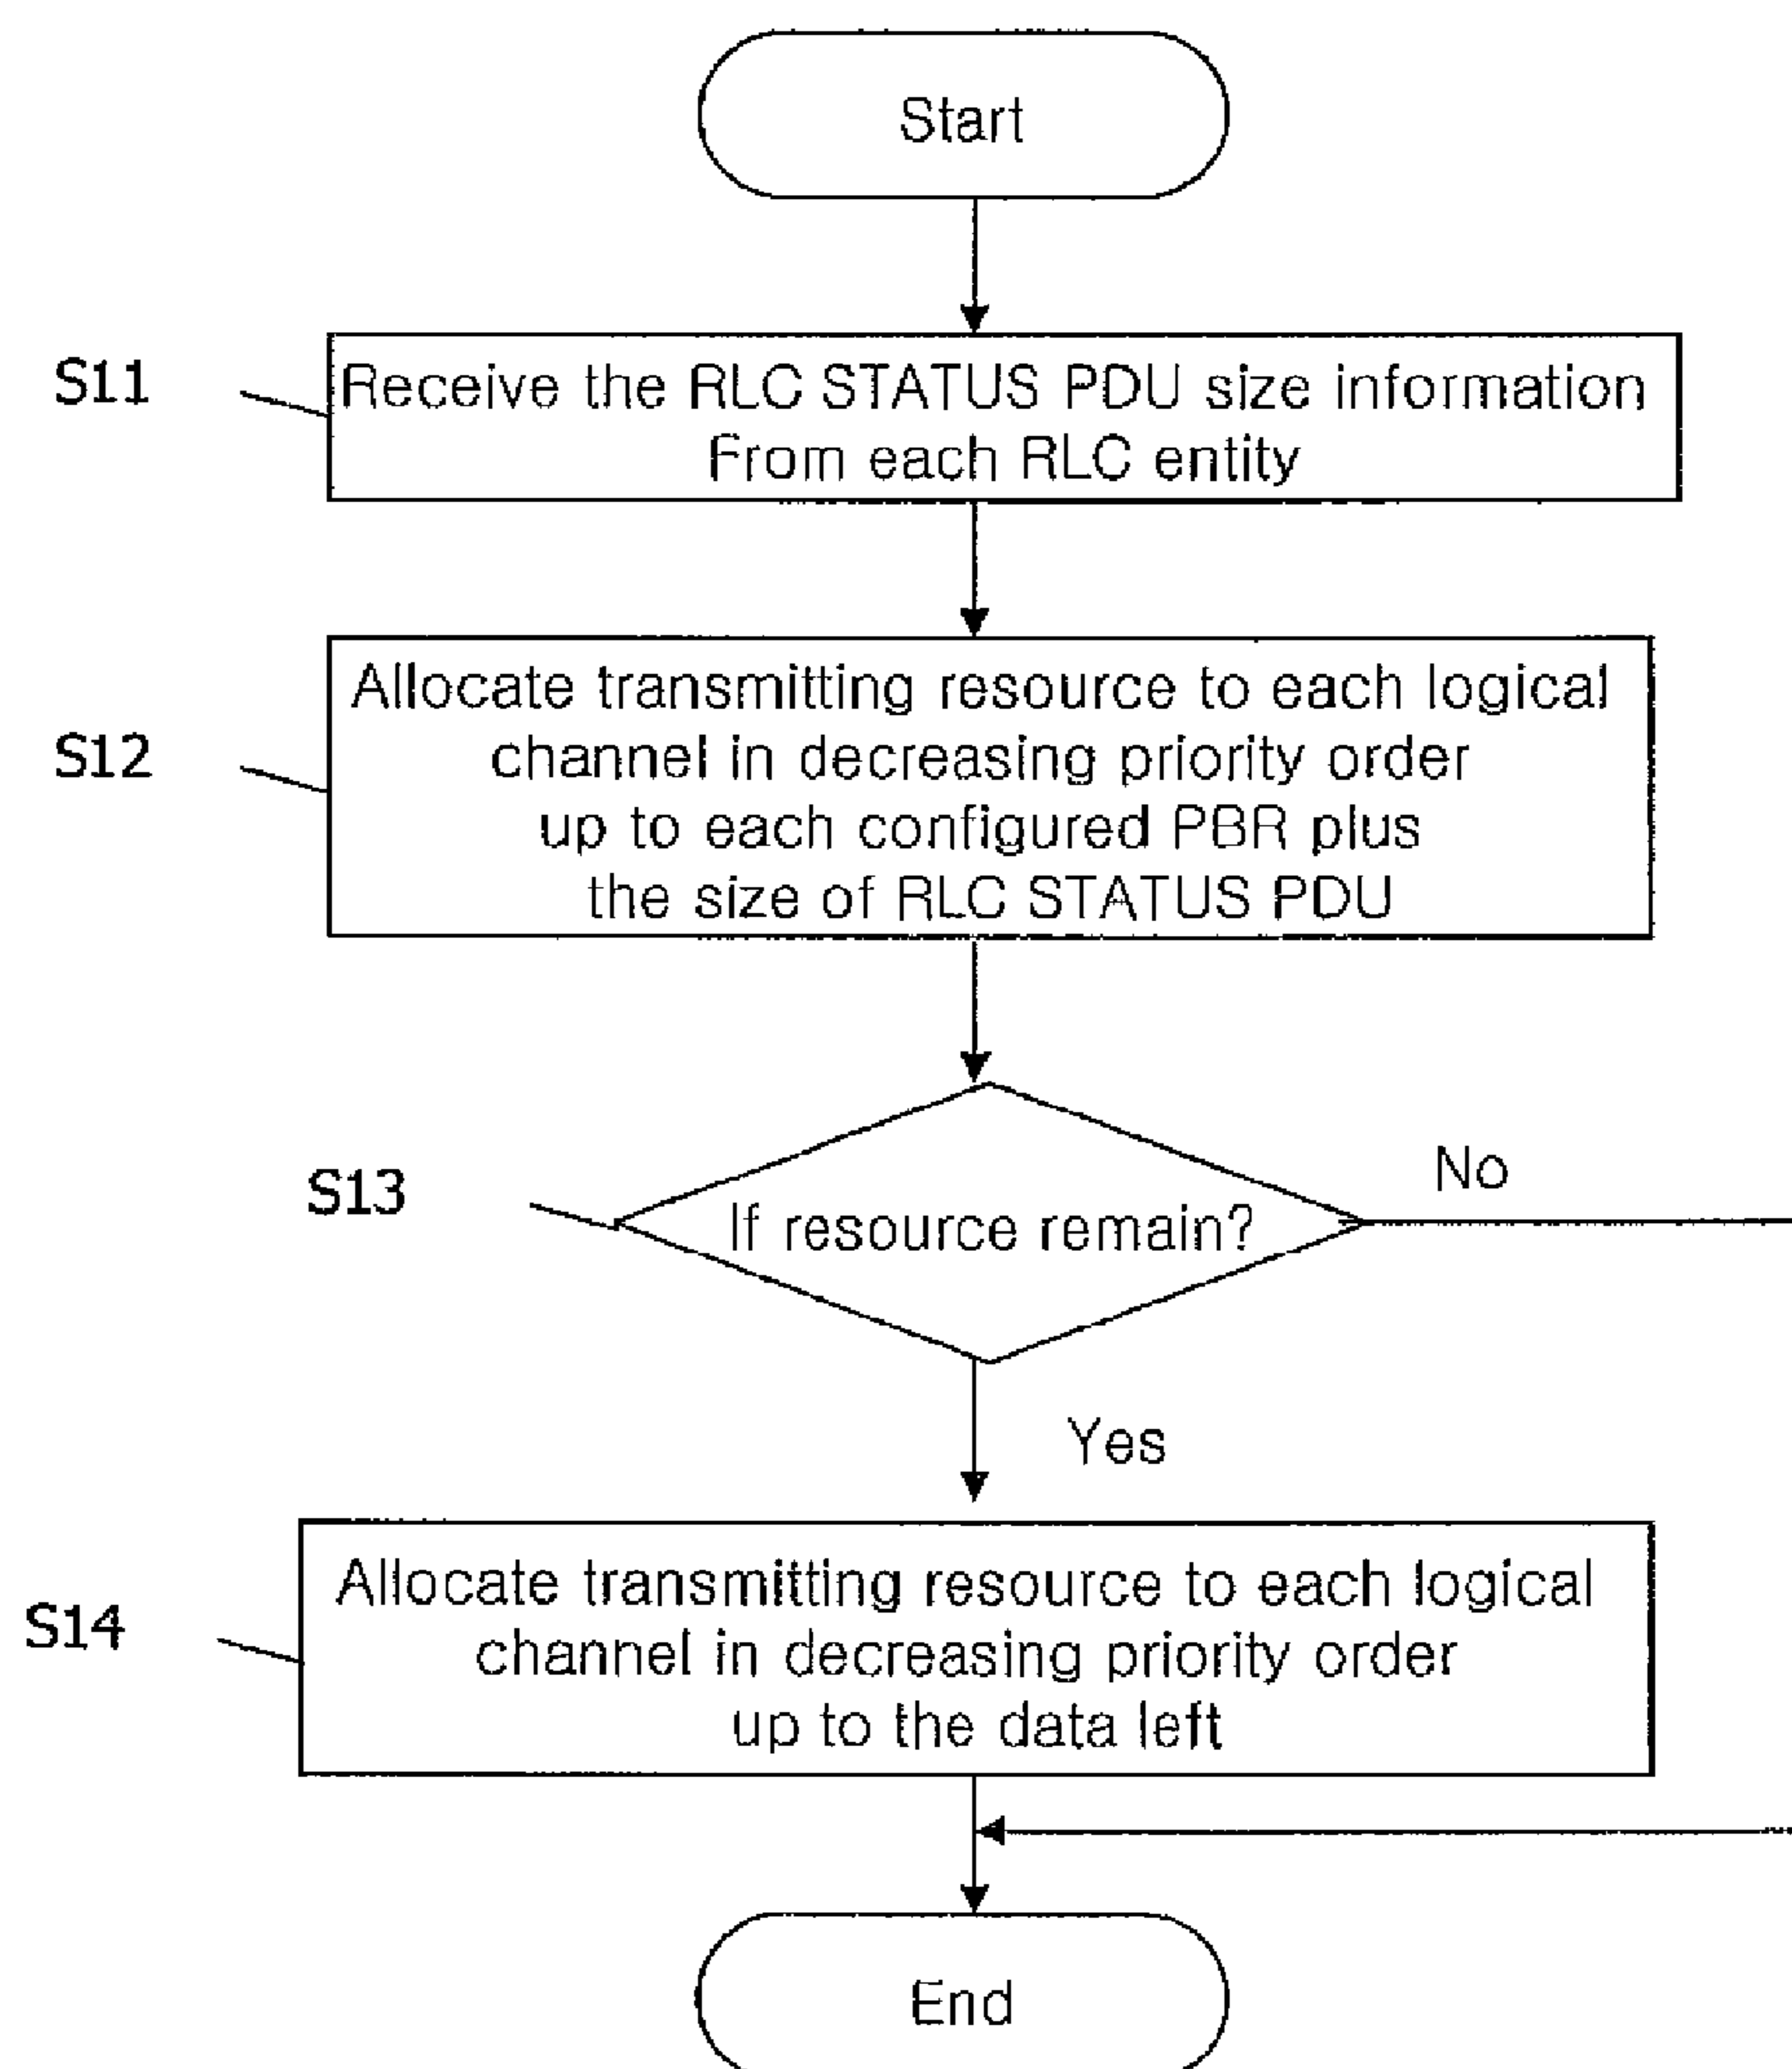 Start
S11
Receive the RLC STATUS PDU size information
From each RLC entity
S12
Allocate transmitting resource to each logical
channel in decreasing priority order
up to each configured PBR plus
the size of RLC STATUS PDU
S13
If resource remain?
No
Yes
S14
Allocate transmitting resource to each logical
channel in decreasing priority order
up to the data left
End